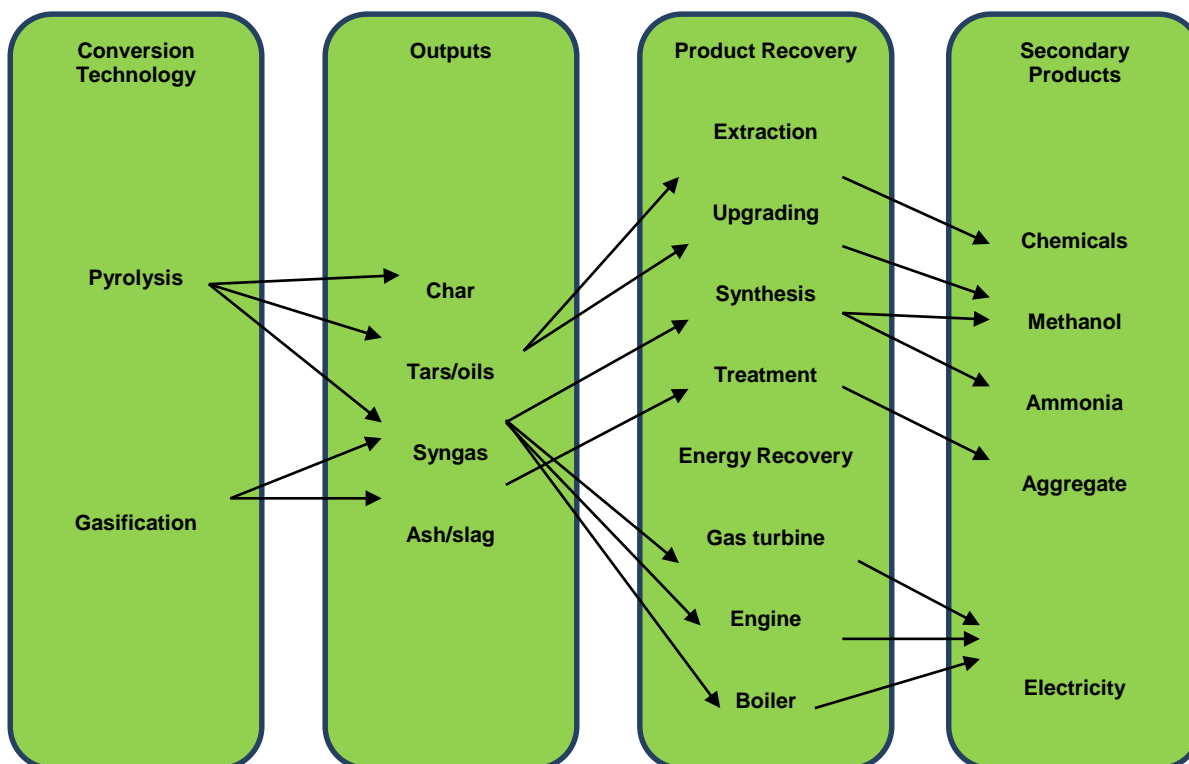 Conversion
Technology
Pyrolysis
Gasification
Outputs
Char
Tars/oils
Syngas
Ash/slag
Product Recovery
Extraction
Upgrading
Synthesis
Treatment
Energy Recovery
Gas turbine
Engine
Boiler
Secondary
Products
Chemicals
Methanol
Ammonia
Aggregate
Electricity